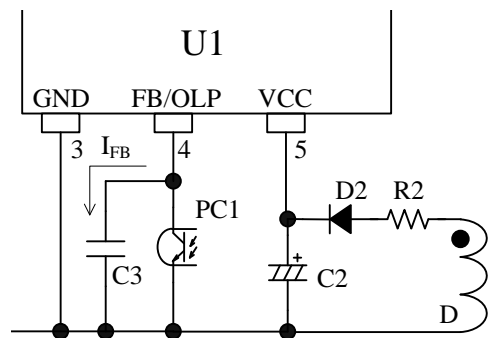 U1
GND FB/OLP VCC
3 4 5
IFB
D2 R2
PC1
C3 C2
+
D